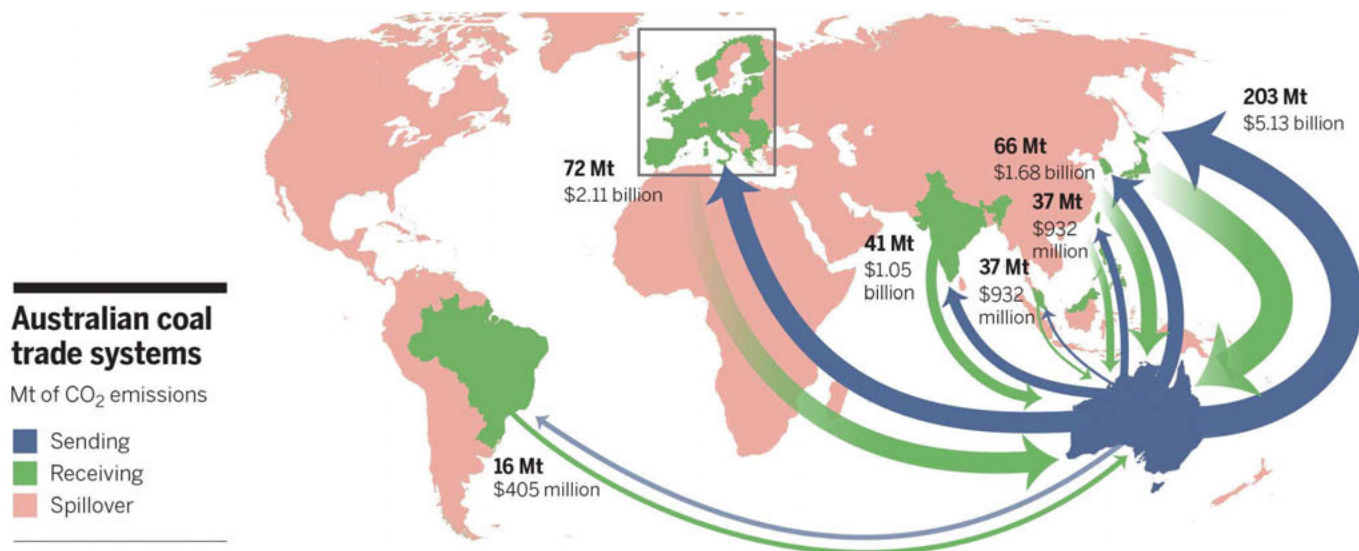 203 Mt
$5.13 billion
66 Mt
$1.68 billion
72 Mt
$2.11 billion
37 Mt
$932
million
41 Mt
$1.05
billion
37 Mt
$932
million
Australian coal
trade systems
Mt of CO₂ emissions
Sending
Receiving
Spillover
16 Mt
$405 million